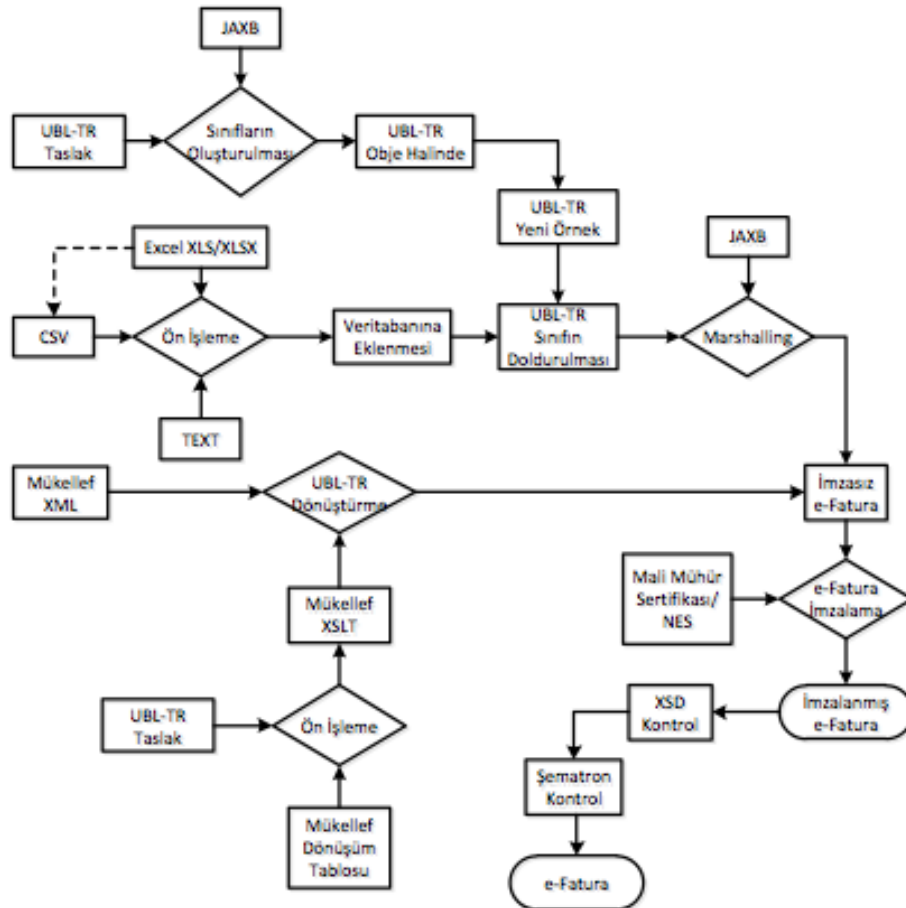 JAXB
UBL-TR
Taslak
Sınıfların
Oluşturulması
UBL-TR
Obje Halinde
UBL-TR
Yeni Örnek
JAXB
Excel XLS/XLSX
CSV
Ön İşleme
Veritabanına
Eklenmesi
UBL-TR
Sınıfın
Doldurulması
Marshalling
TEXT
Mükellef
XML
UBL-TR
Dönüştürme
İmzasız
e-Fatura
Mali Mühür
Sertifikası/
NES
e-Fatura
İmzalama
Mükellef
XSLT
UBL-TR
Taslak
Ön İşleme
XSD
Kontrol
İmzalanmış
e-Fatura
Şematron
Kontrol
Mükellef
Dönüşüm
Tablosu
e-Fatura